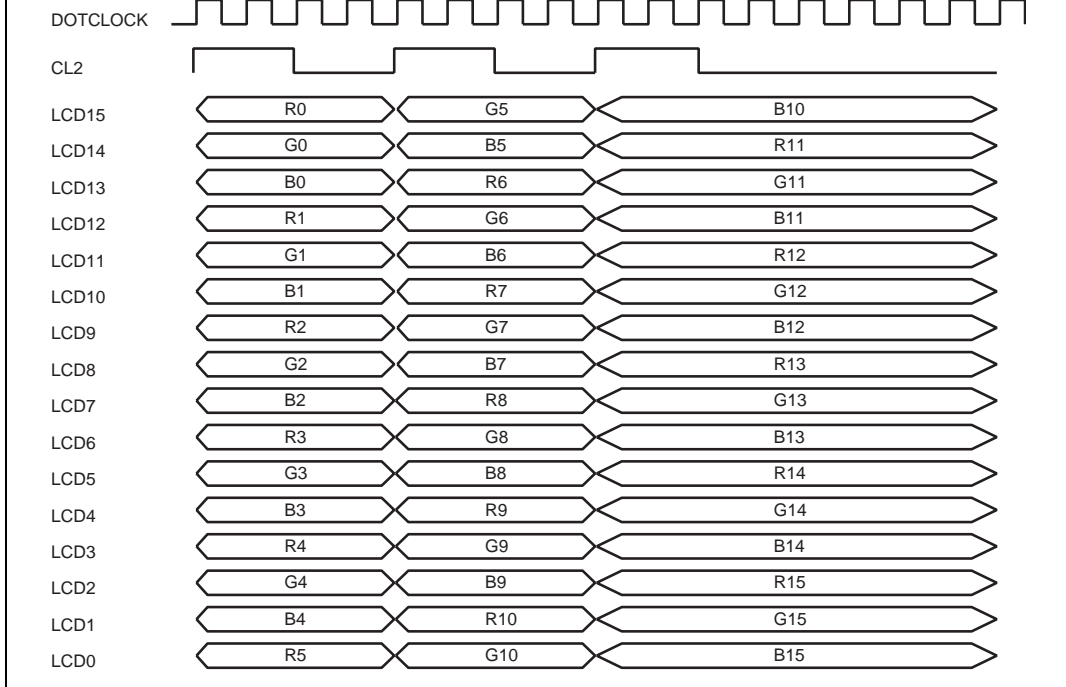 DOTCLOCK
CL2
LCD15 R0 G5 B10
LCD14 G0 B5 R11
LCD13 B0 R6 G11
LCD12 R1 G6 B11
LCD11 G1 B6 R12
LCD10 B1 R7 G12
LCD9 R2 G7 B12
LCD8 G2 B7 R13
LCD7 B2 R8 G13
LCD6 R3 G8 B13
LCD5 G3 B8 R14
LCD4 B3 R9 G14
LCD3 R4 G9 B14
LCD2 G4 B9 R15
LCD1 B4 R10 G15
LCD0 R5 G10 B15